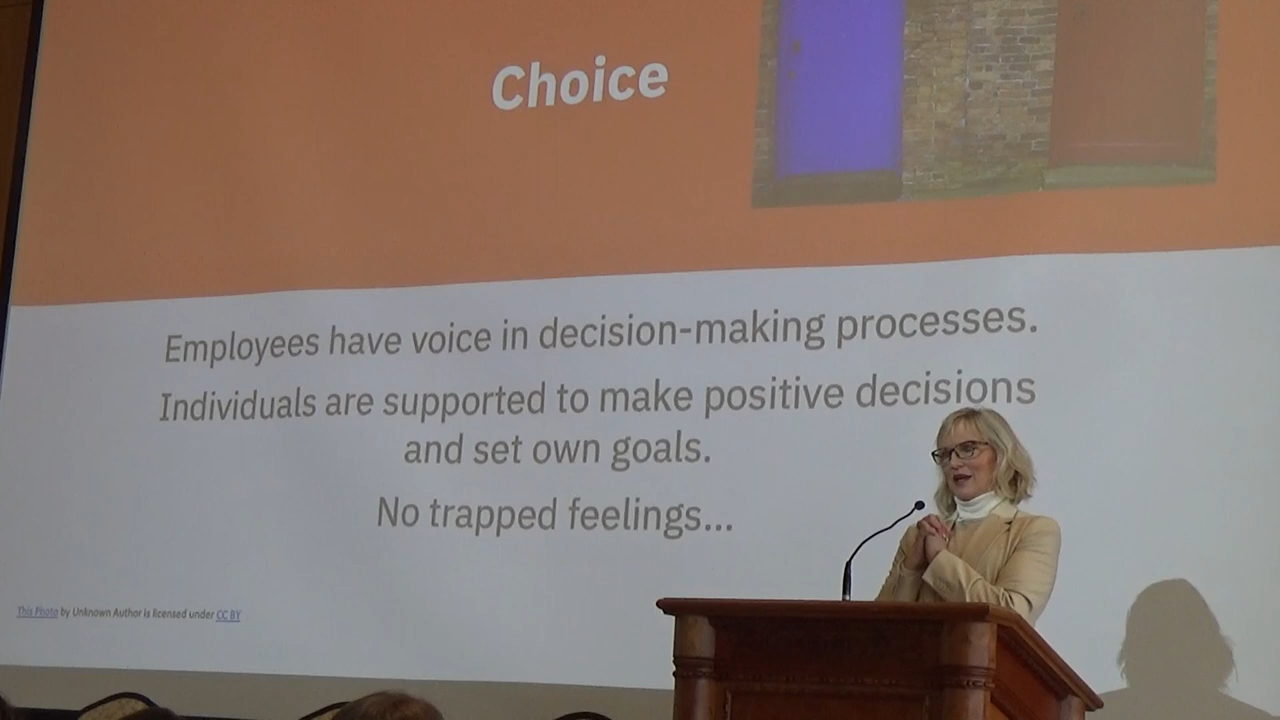 Choice
Employees have voice in decision-making processes.
Individuals are supported to make positive decisions
and set own goals.
No trapped feelings...
This Photo by Unknown Author is licensed under CC BY